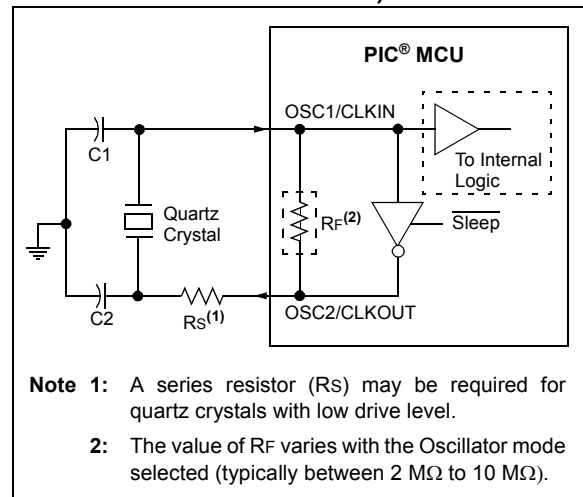 PIC® MCU
OSC1/CLKIN
C1
To Internal
Logic
Quartz
Crystal
RF(2)
Sleep
C2
RS(1)
OSC2/CLKOUT
Note 1: A series resistor (RS) may be required for
quartz crystals with low drive level.
2: The value of RF varies with the Oscillator mode
selected (typically between 2 MΩ to 10 MΩ).